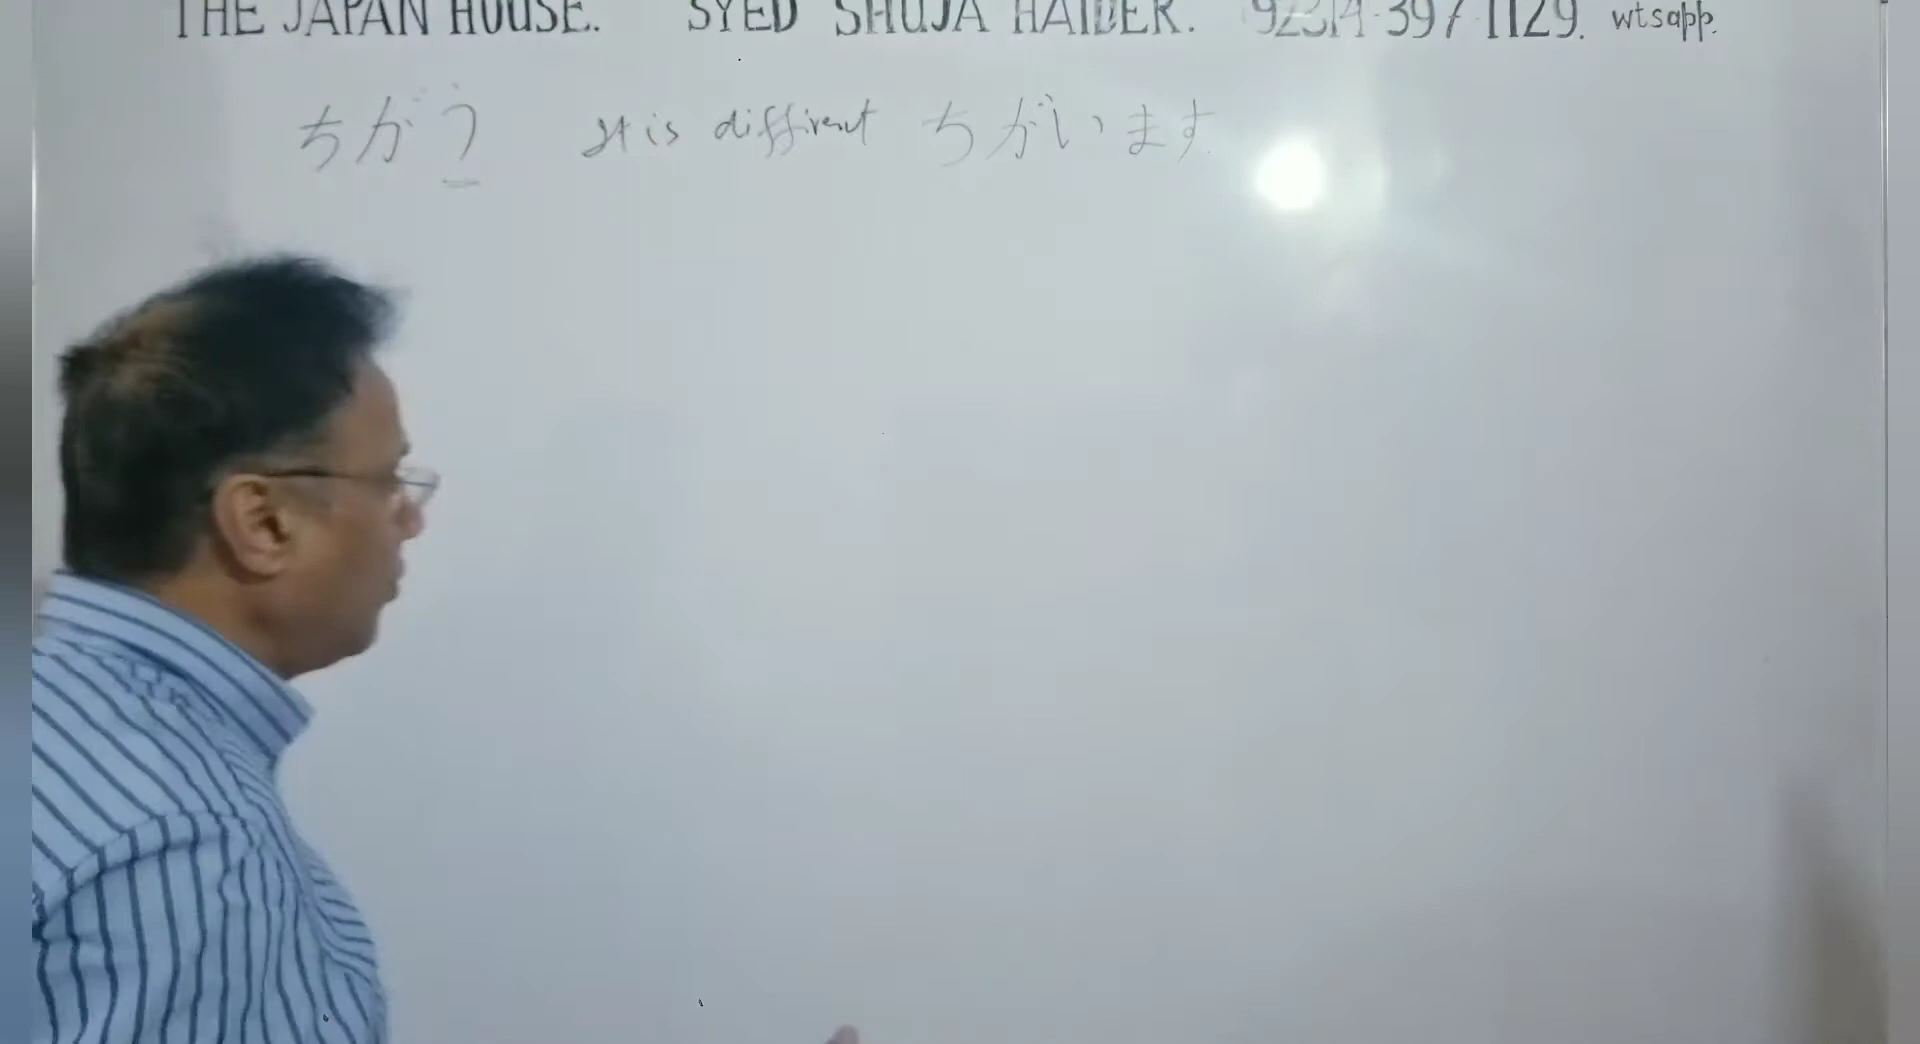 THE JAPAN HOUSE. SYED SHUJA HAIDER. 92314-397-1129. wtsapp.
ちがう It is diffirent ちがいます